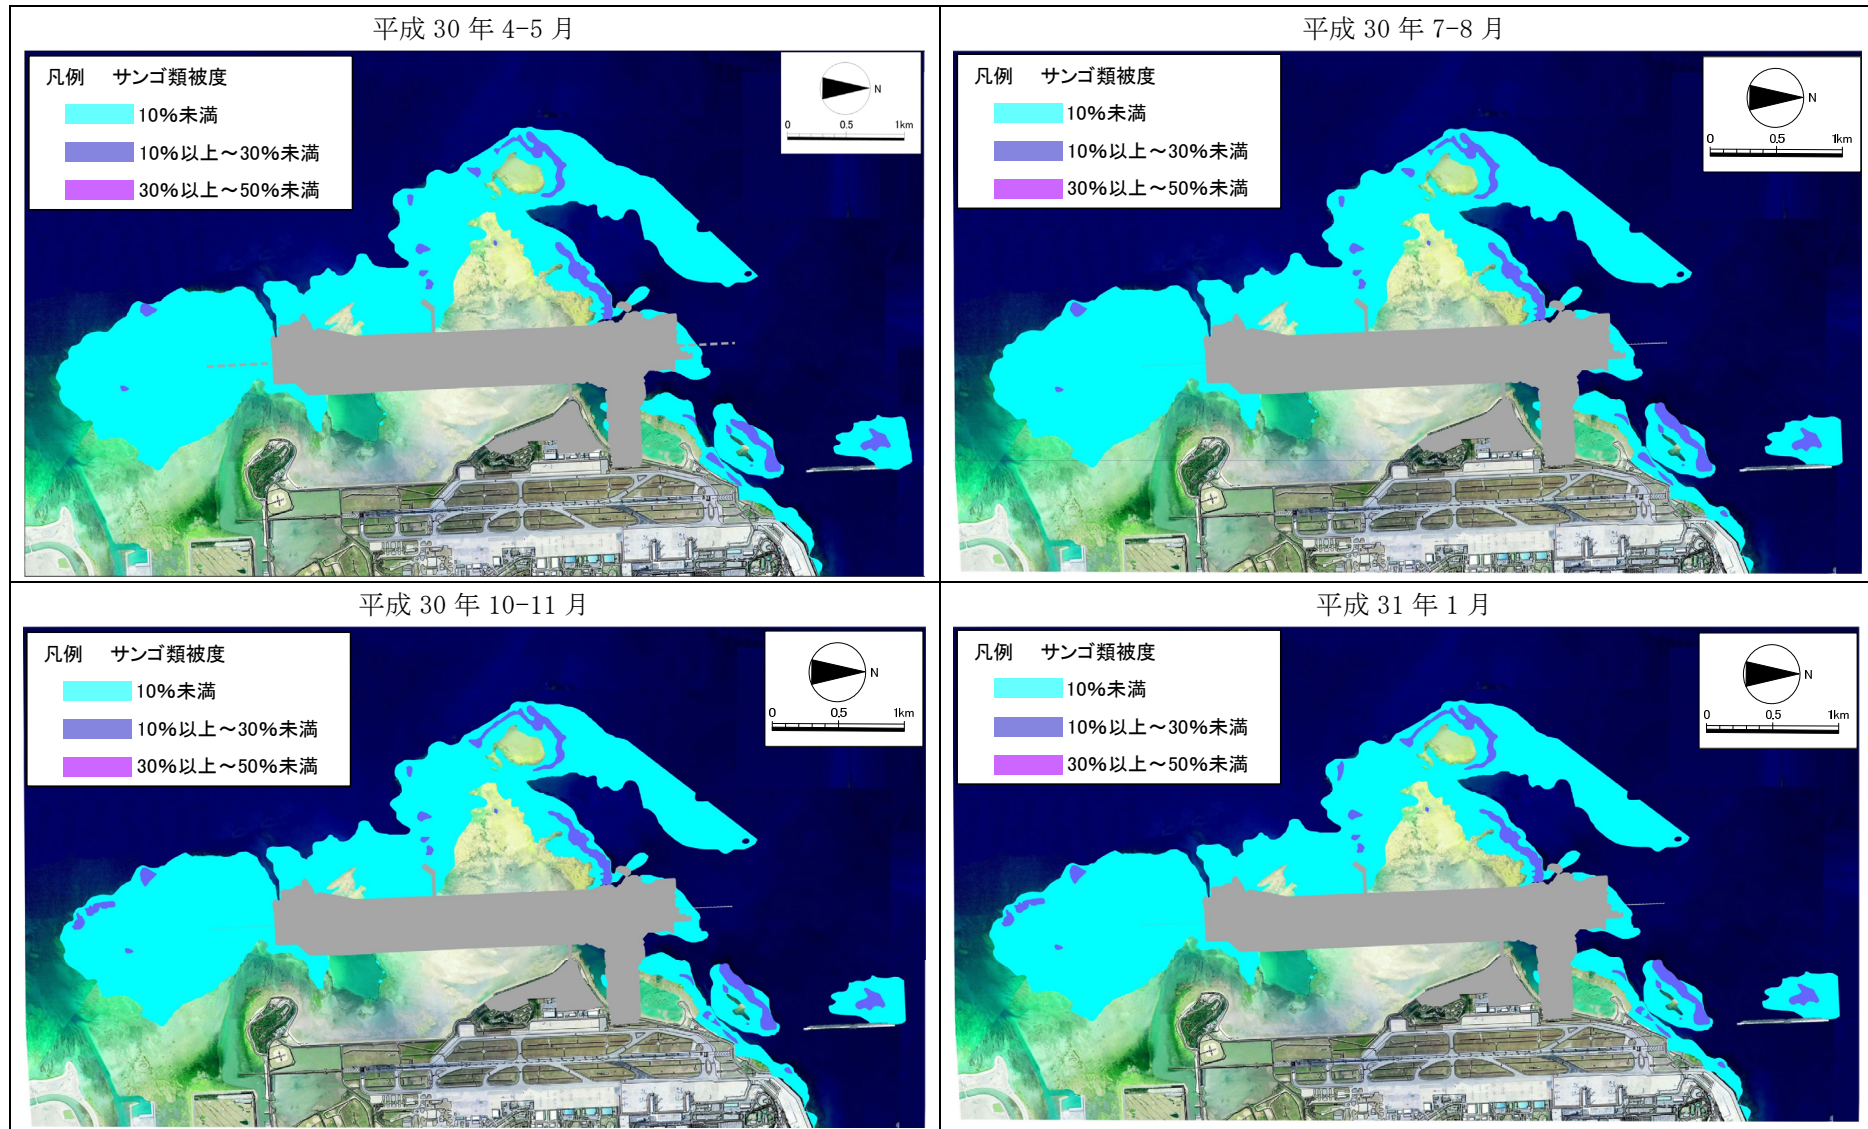 平成 30 年 4-5 月
凡例 サンゴ類被度
10%未満
10%以上～30%未満
30%以上～50%未満
N
0 0.5 1km
平成 30 年 7-8 月
凡例 サンゴ類被度
10%未満
10%以上～30%未満
30%以上～50%未満
N
0 0.5 1km
平成 30 年 10-11 月
凡例 サンゴ類被度
10%未満
10%以上～30%未満
30%以上～50%未満
N
0 0.5 1km
平成 31 年 1 月
凡例 サンゴ類被度
10%未満
10%以上～30%未満
30%以上～50%未満
N
0 0.5 1km